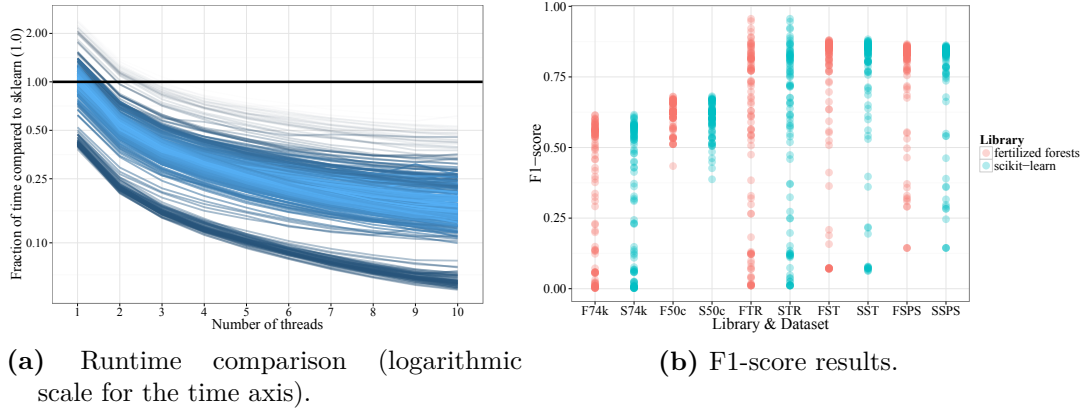 2.00
1.00
0.50
0.25
0.10
Fraction of time compared to sklearn (1.0)
1 2 3 4 5 6 7 8 9 10
Number of threads
(a) Runtime comparison (logarithmic
scale for the time axis).
1.00
0.75
0.50
0.25
0.00
F1−score
F74k S74k F50c S50c FTR STR FST SST FSPS SSPS
Library & Dataset
Library
fertilized forests
scikit−learn
(b) F1-score results.